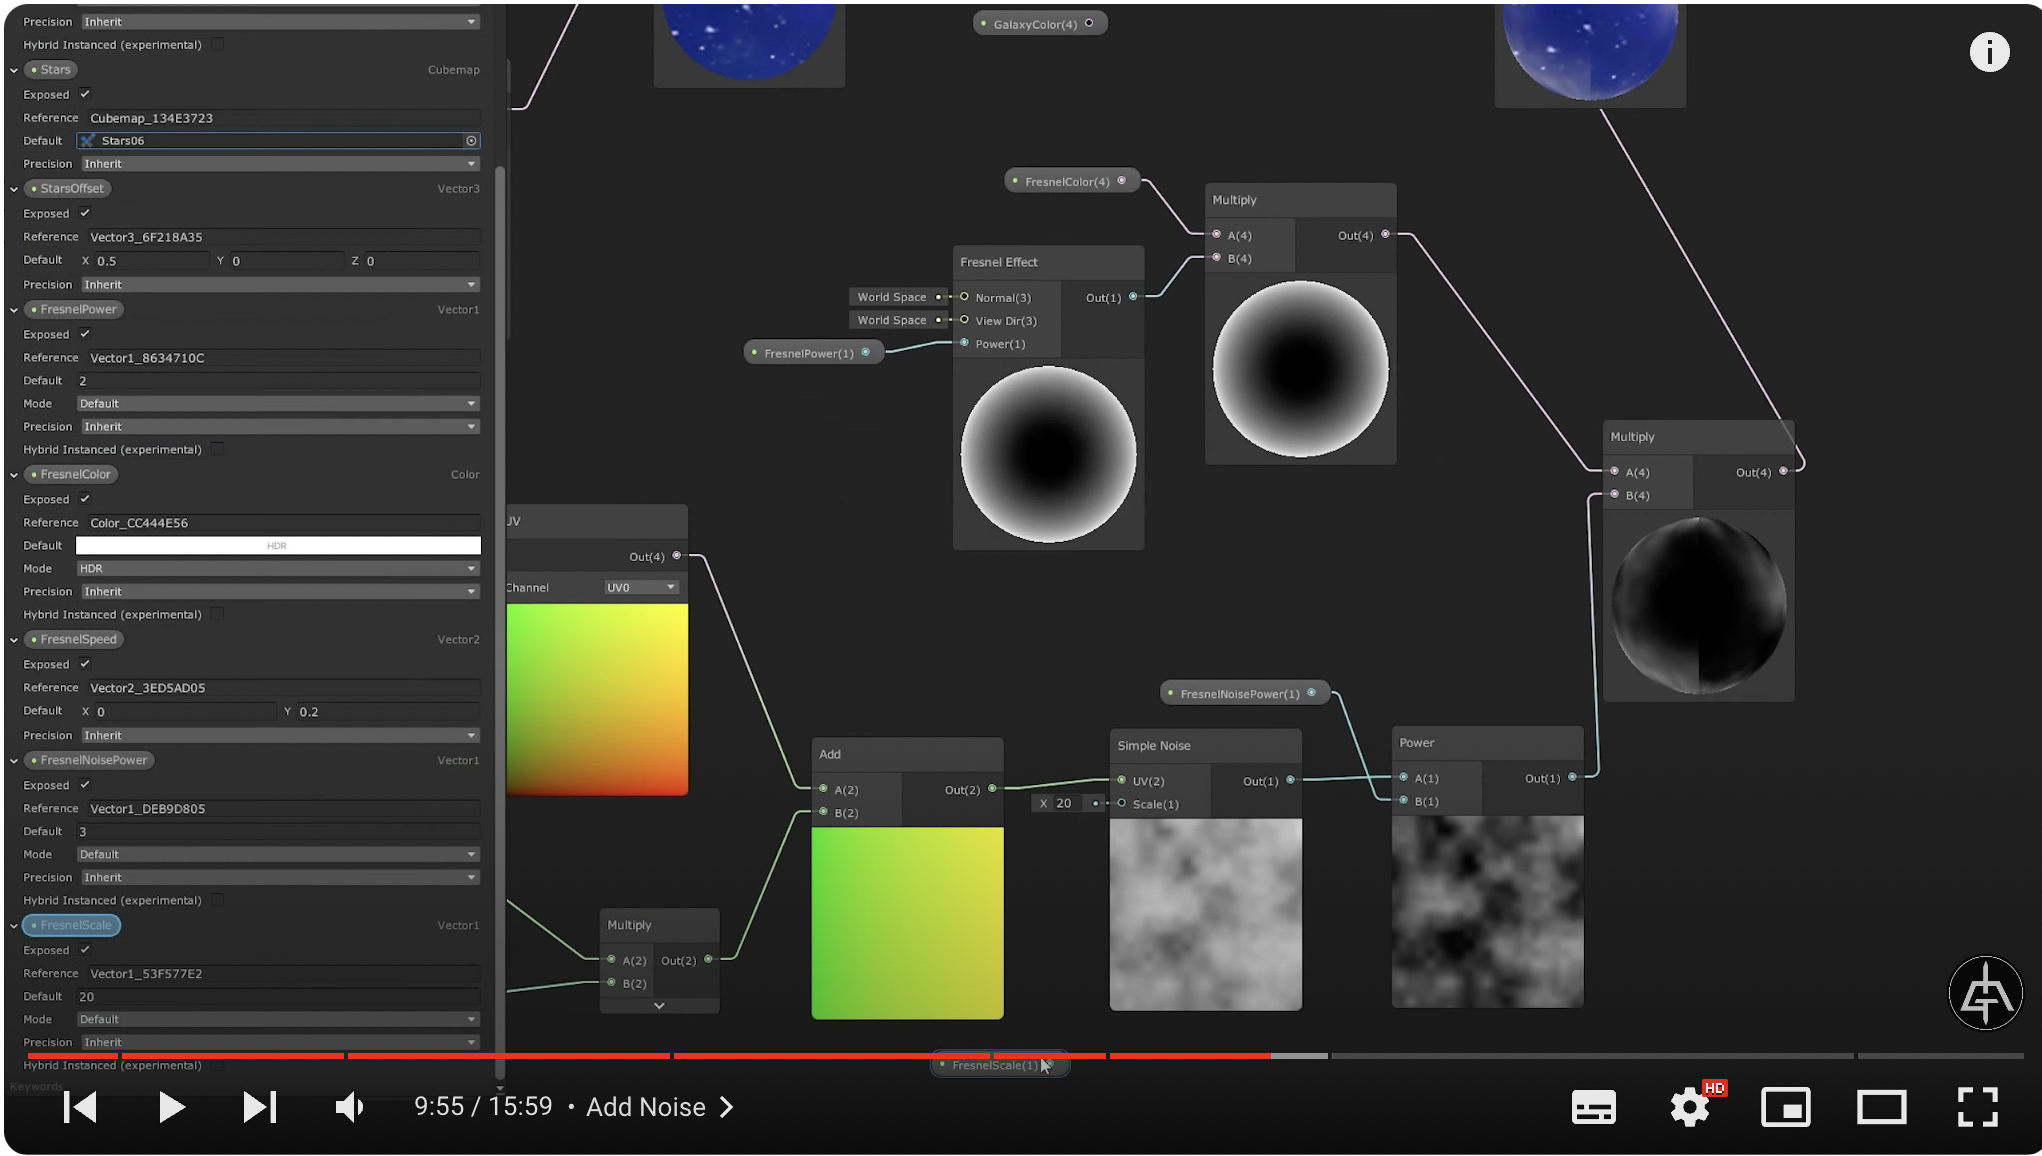 Precision Inherit
Hybrid Instanced (experimental)
Stars Cubemap
Exposed
Reference Cubemap_134E3723
Default Stars06
Precision Inherit
StarsOffset Vector3
Exposed
Reference Vector3_6F218A35
Default X 0.5 Y 0 Z 0
Precision Inherit
FresnelPower Vector1
Exposed
Reference Vector1_8634710C
Default 2
Mode Default
Precision Inherit
Hybrid Instanced (experimental)
FresnelColor Color
Exposed
Reference Color_CC444E56
Default HDR
Mode HDR
Precision Inherit
Hybrid Instanced (experimental)
FresnelSpeed Vector2
Exposed
Reference Vector2_3ED5AD05
Default X 0 Y 0.2
Precision Inherit
FresnelNoisePower Vector1
Exposed
Reference Vector1_DEB9D805
Default 3
Mode Default
Precision Inherit
Hybrid Instanced (experimental)
FresnelScale Vector1
Exposed
Reference Vector1_53F577E2
Default 20
Mode Default
Precision Inherit
Hybrid Instanced (experimental)
Keywords
GalaxyColor(4)
FresnelColor(4)
Multiply
A(4) Out(4)
B(4)
Fresnel Effect
World Space Normal(3) Out(1)
World Space View Dir(3)
FresnelPower(1) Power(1)
Multiply
A(4) Out(4)
B(4)
UV
Out(4)
Channel UV0
FresnelNoisePower(1)
Add
A(2) Out(2)
B(2)
Simple Noise
UV(2) Out(1)
X 20 Scale(1)
Power
A(1) Out(1)
B(1)
Multiply
A(2) Out(2)
B(2)
FresnelScale(1)
9:55 / 15:59 • Add Noise
HD